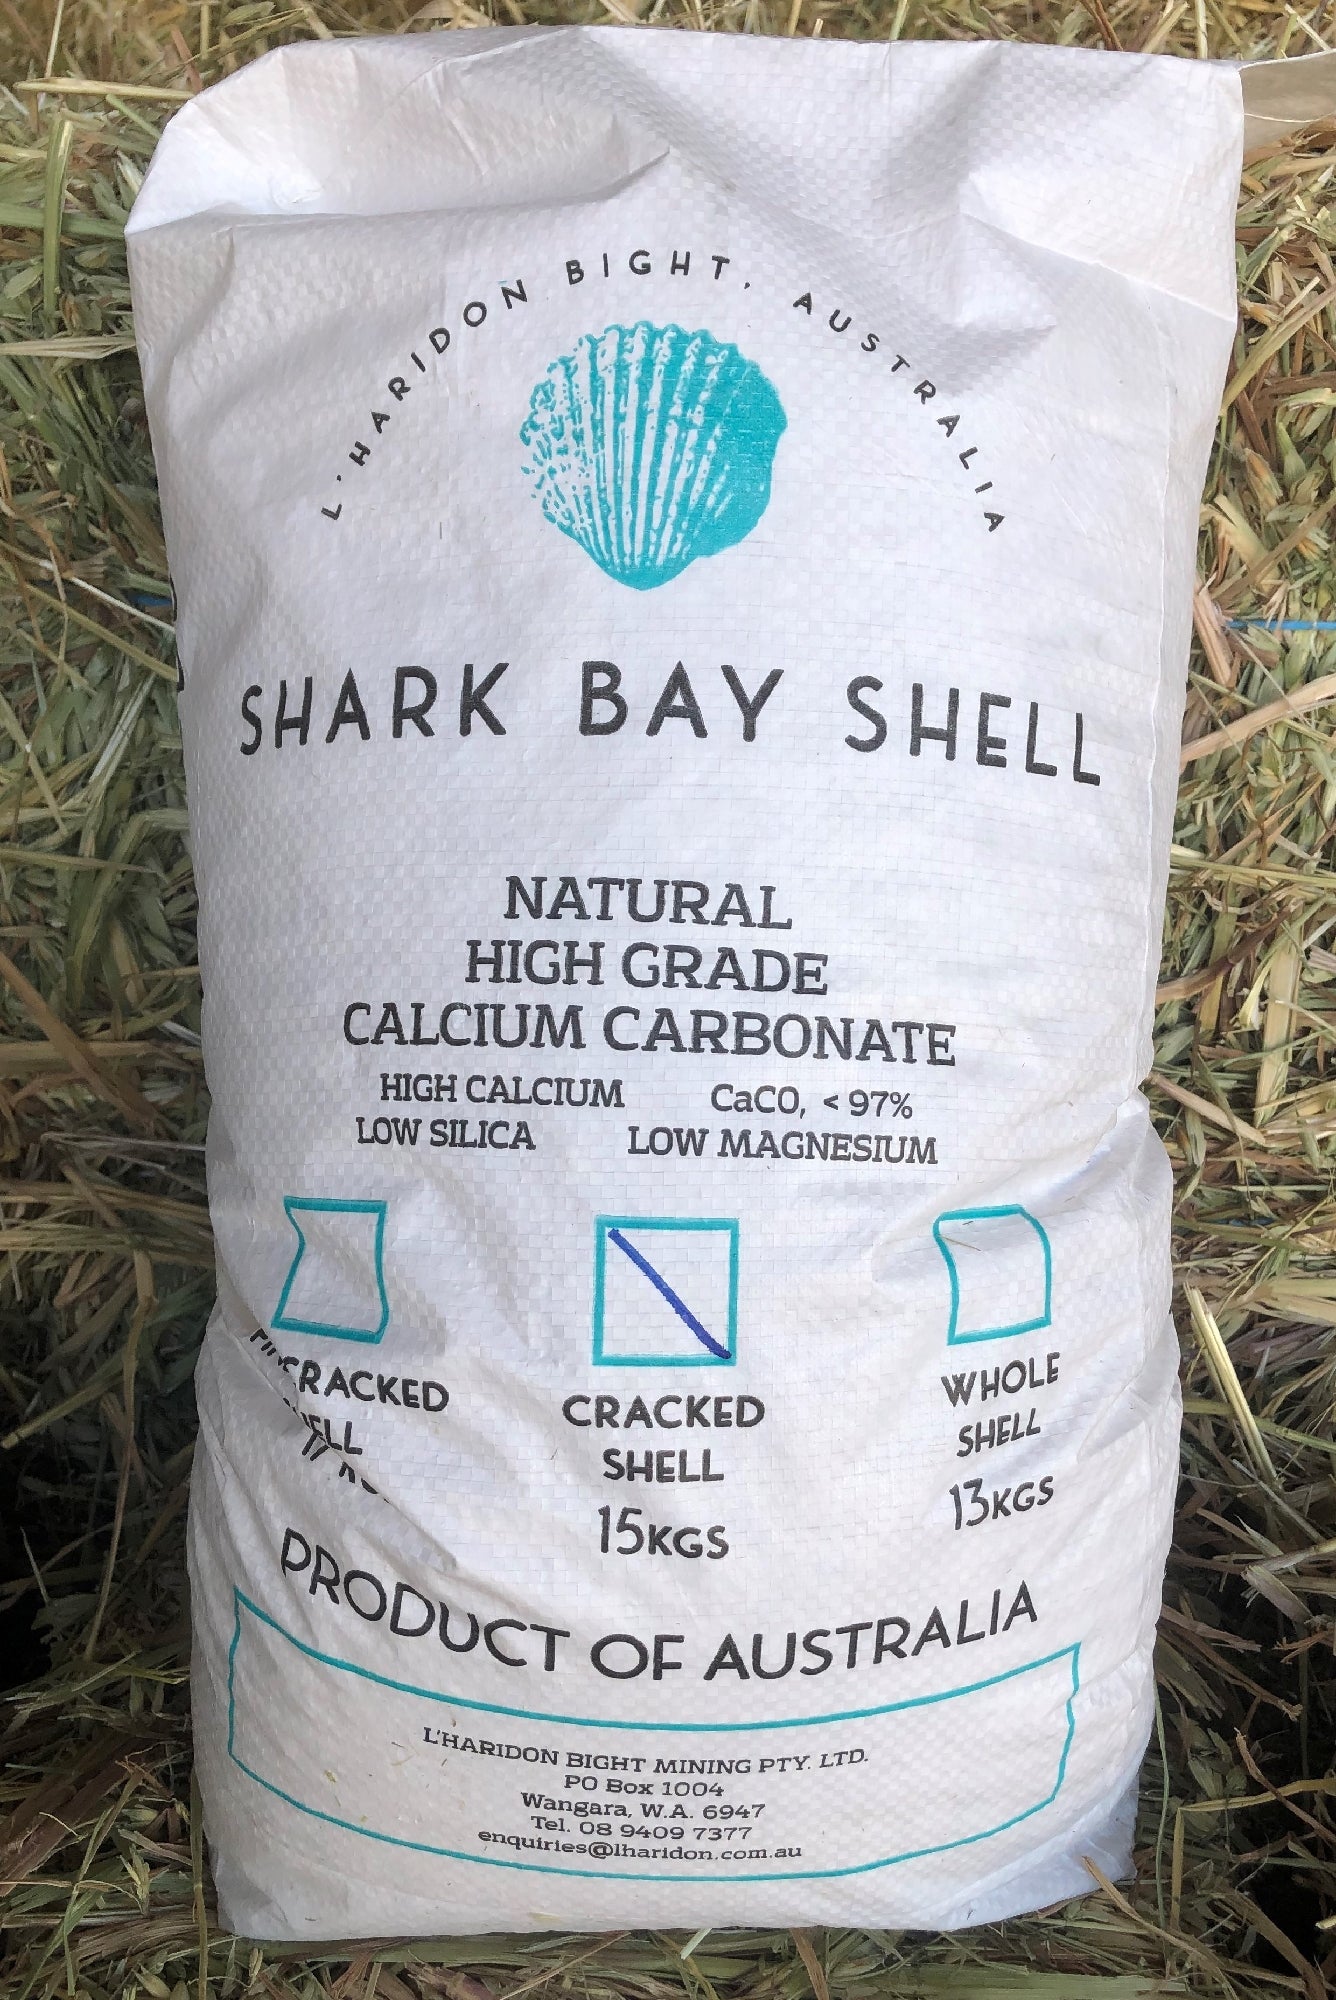 L'HARIDON BIGHT, AUSTRALIA
SHARK BAY SHELL
NATURAL
HIGH GRADE
CALCIUM CARBONATE
HIGH CALCIUM CaCO, < 97%
LOW SILICA LOW MAGNESIUM
CRACKED
SHELL
15KGS
WHOLE
SHELL
13KGS
PRODUCT OF AUSTRALIA
L'HARIDON BIGHT MINING PTY. LTD.
PO Box 1004
Wangara, W.A. 6947
Tel. 08 9409 7377
enquiries@lharidon.com.au